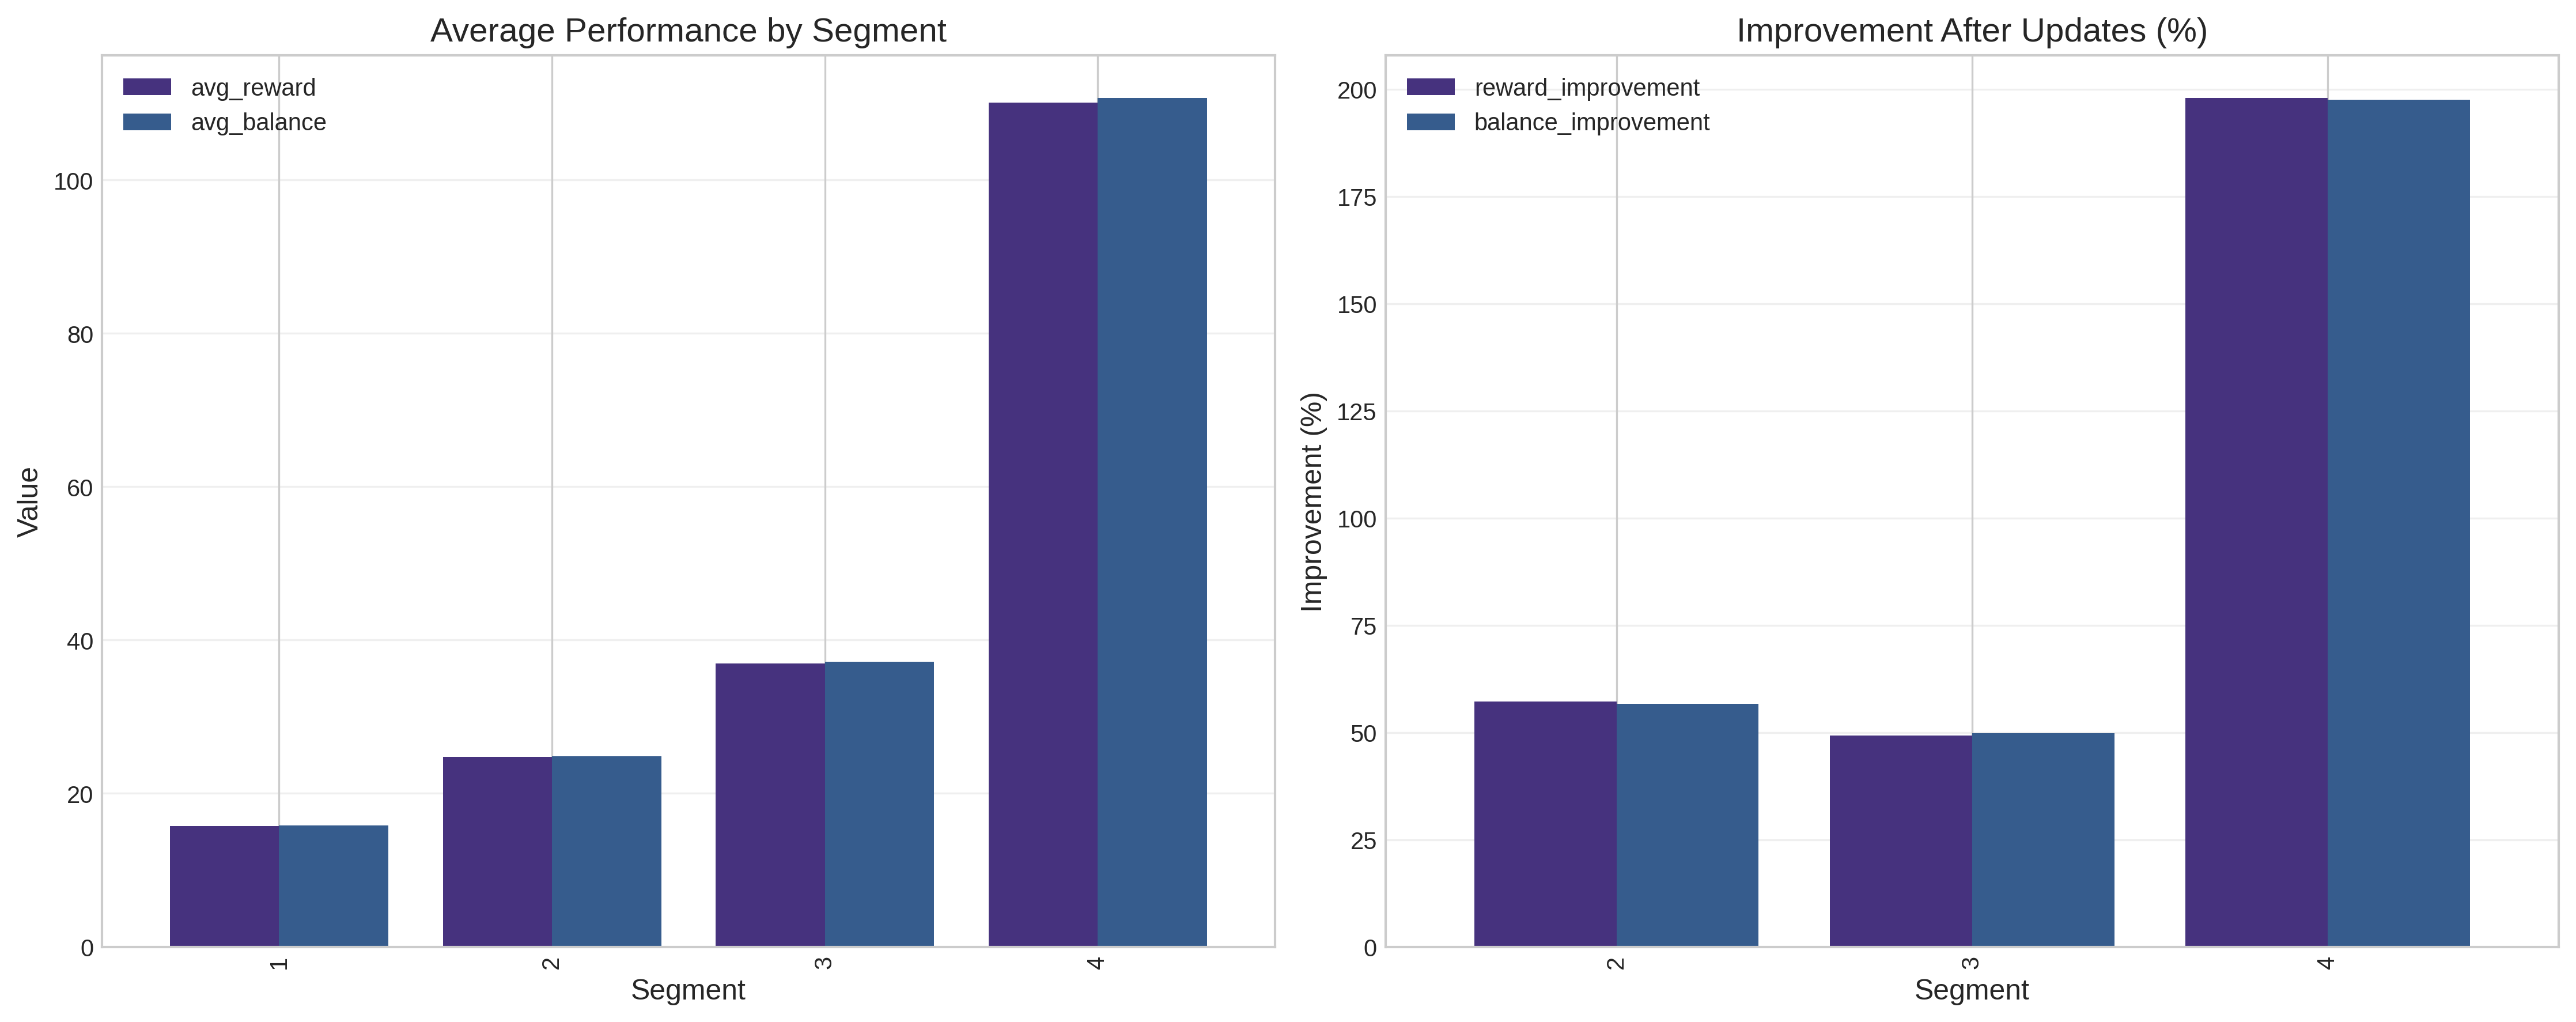 Average Performance by Segment
avg_reward
avg_balance
100
80
60
40
20
0
Value
1
2
3
4
Segment
Improvement After Updates (%)
reward_improvement
balance_improvement
200
175
150
125
100
75
50
25
0
Improvement (%)
2
3
4
Segment